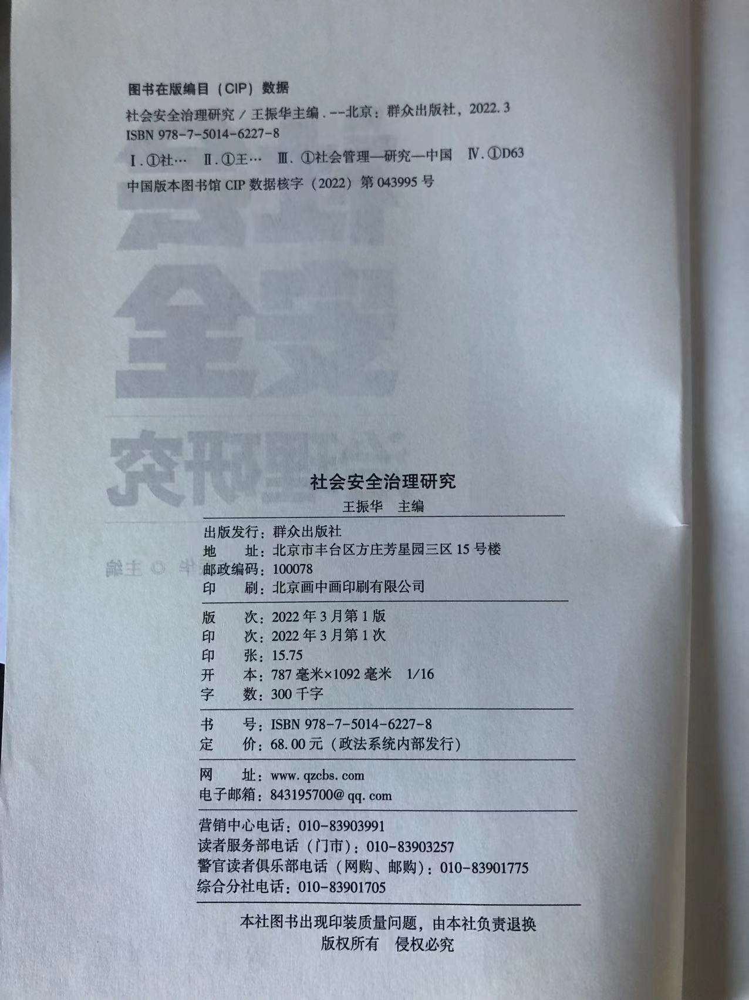 图书在版编目（CIP）数据
社会安全治理研究 / 王振华主编 . --北京：群众出版社，2022. 3
ISBN 978-7-5014-6227-8
Ⅰ. ①社… Ⅱ. ①王… Ⅲ. ①社会管理—研究—中国 Ⅳ. ①D63
中国版本图书馆 CIP 数据核字（2022）第 043995 号
社会安全治理研究
王振华 主编
出版发行：群众出版社
地 址：北京市丰台区方庄芳星园三区 15 号楼
邮政编码：100078
印 刷：北京画中画印刷有限公司
版 次：2022 年 3 月第 1 版
印 次：2022 年 3 月第 1 次
印 张：15.75
开 本：787 毫米×1092 毫米 1/16
字 数：300 千字
书 号：ISBN 978-7-5014-6227-8
定 价：68. 00 元（政法系统内部发行）
网 址：www. qzcbs. com
电子邮箱：843195700@ qq. com
营销中心电话：010-83903991
读者服务部电话（门市）：010-83903257
警官读者俱乐部电话（网购、邮购）：010-83901775
综合分社电话：010-83901705
本社图书出现印装质量问题，由本社负责退换
版权所有 侵权必究